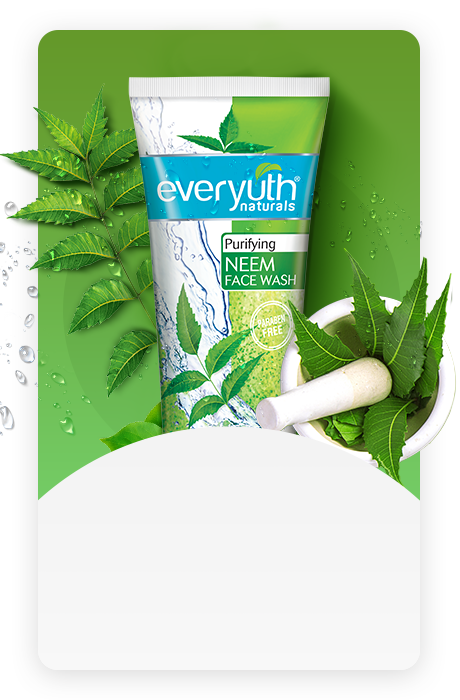 everyuth®
naturals
Purifying
NEEM
FACE WASH
PARABEN
FREE